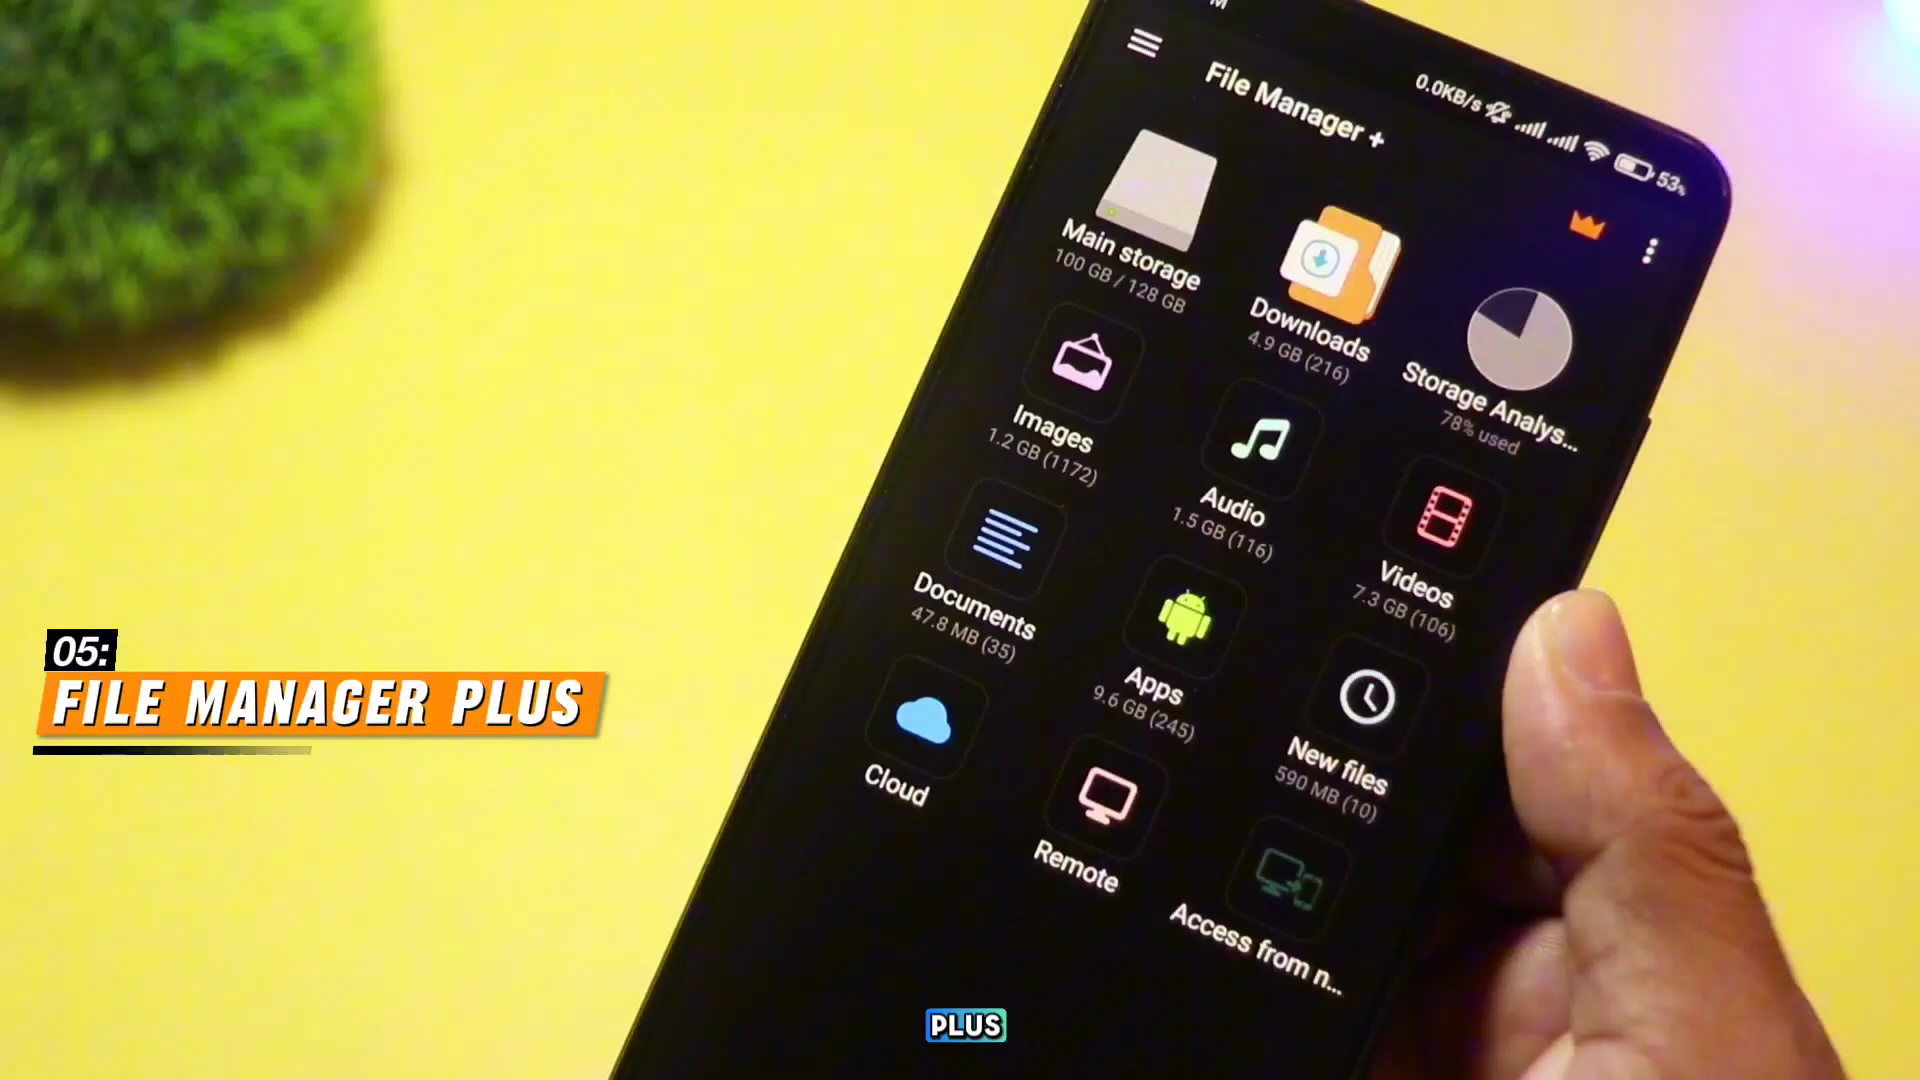 M
0.0KB/s
53%
File Manager +
Main storage
100 GB / 128 GB
Downloads
4.9 GB (216)
Storage Analys...
78% used
Images
1.2 GB (1172)
Audio
1.5 GB (116)
Videos
7.3 GB (106)
Documents
47.8 MB (35)
Apps
9.6 GB (245)
New files
590 MB (10)
Cloud
Remote
Access from n...
05:
FILE MANAGER PLUS
PLUS